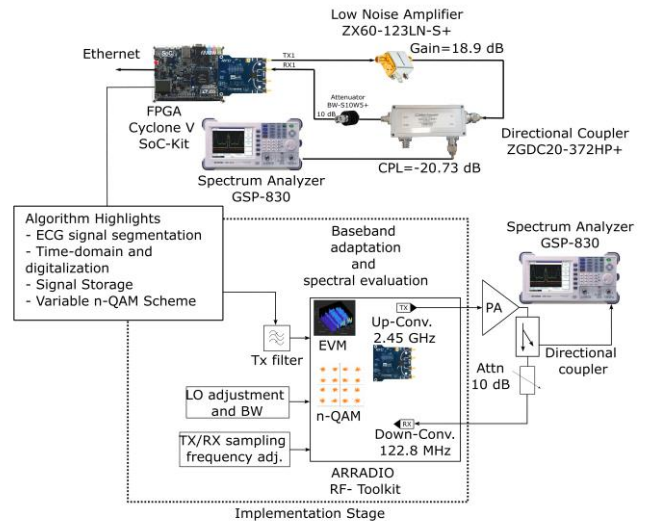 Low Noise Amplifier
ZX60-123LN-S+
Gain=18.9 dB
Ethernet
TX1
RX1
Attenuator
BW-S10W5+
10 dB
FPGA
Cyclone V
SoC-Kit
Directional Coupler
ZGDC20-372HP+
CPL=-20.73 dB
Spectrum Analyzer
GSP-830
Algorithm Highlights
- ECG signal segmentation
- Time-domain and
digitalization
- Signal Storage
- Variable n-QAM Scheme
Baseband
adaptation
and
spectral evaluation
Spectrum Analyzer
GSP-830
TX
PA
Up-Conv.
2.45 GHz
EVM
Tx filter
Directional
coupler
Attn
10 dB
LO adjustment
and BW
n-QAM
RX
Down-Conv.
122.8 MHz
TX/RX sampling
frequency adj.
ARRADIO
RF- Toolkit
Implementation Stage